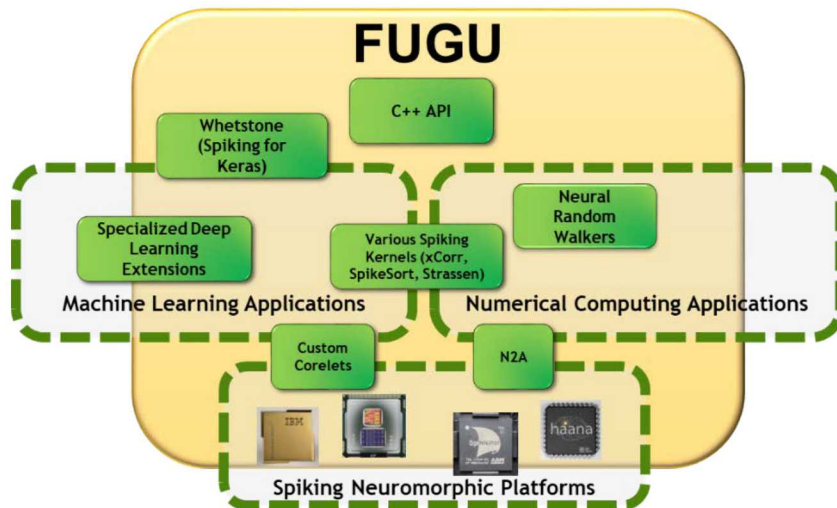 FUGU
C++ API
Whetstone
(Spiking for
Keras)
Neural
Random
Walkers
Specialized Deep
Learning
Extensions
Various Spiking
Kernels (xCorr,
SpikeSort, Strassen)
Machine Learning Applications
Numerical Computing Applications
Custom
Corelets
N2A
IBM
SpiNNaker
haana
Spiking Neuromorphic Platforms